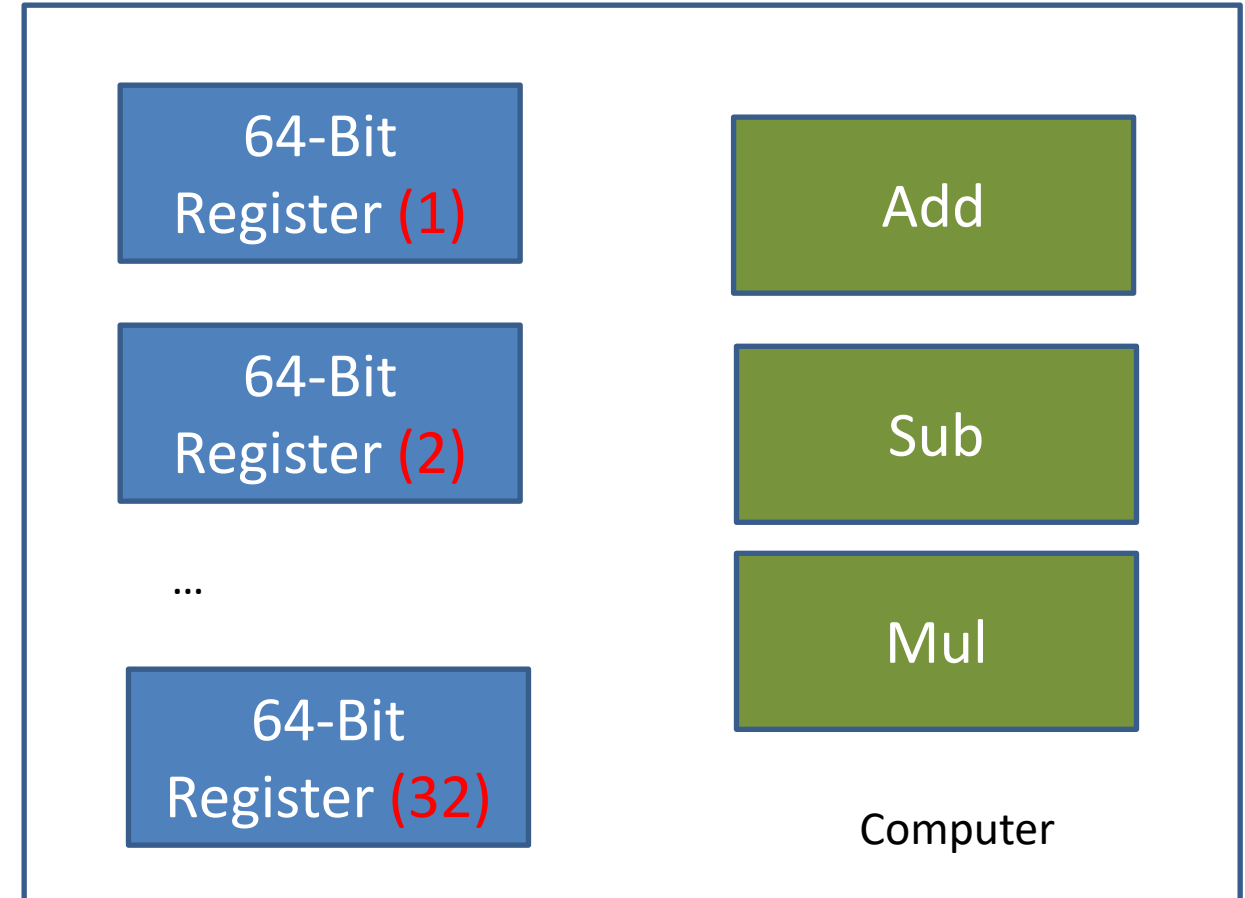 64-Bit
Register (1)
Add
64-Bit
Register (2)
Sub
...
Mul
64-Bit
Register (32)
Computer